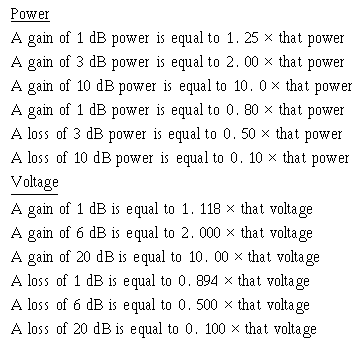 Power
A gain of 1 dB power is equal to 1.25 × that power
A gain of 3 dB power is equal to 2.00 × that power
A gain of 10 dB power is equal to 10.0 × that power
A gain of 1 dB power is equal to 0.80 × that power
A loss of 3 dB power is equal to 0.50 × that power
A loss of 10 dB power is equal to 0.10 × that power
Voltage
A gain of 1 dB is equal to 1.118 × that voltage
A gain of 6 dB is equal to 2.000 × that voltage
A gain of 20 dB is equal to 10.00 × that voltage
A loss of 1 dB is equal to 0.894 × that voltage
A loss of 6 dB is equal to 0.500 × that voltage
A loss of 20 dB is equal to 0.100 × that voltage